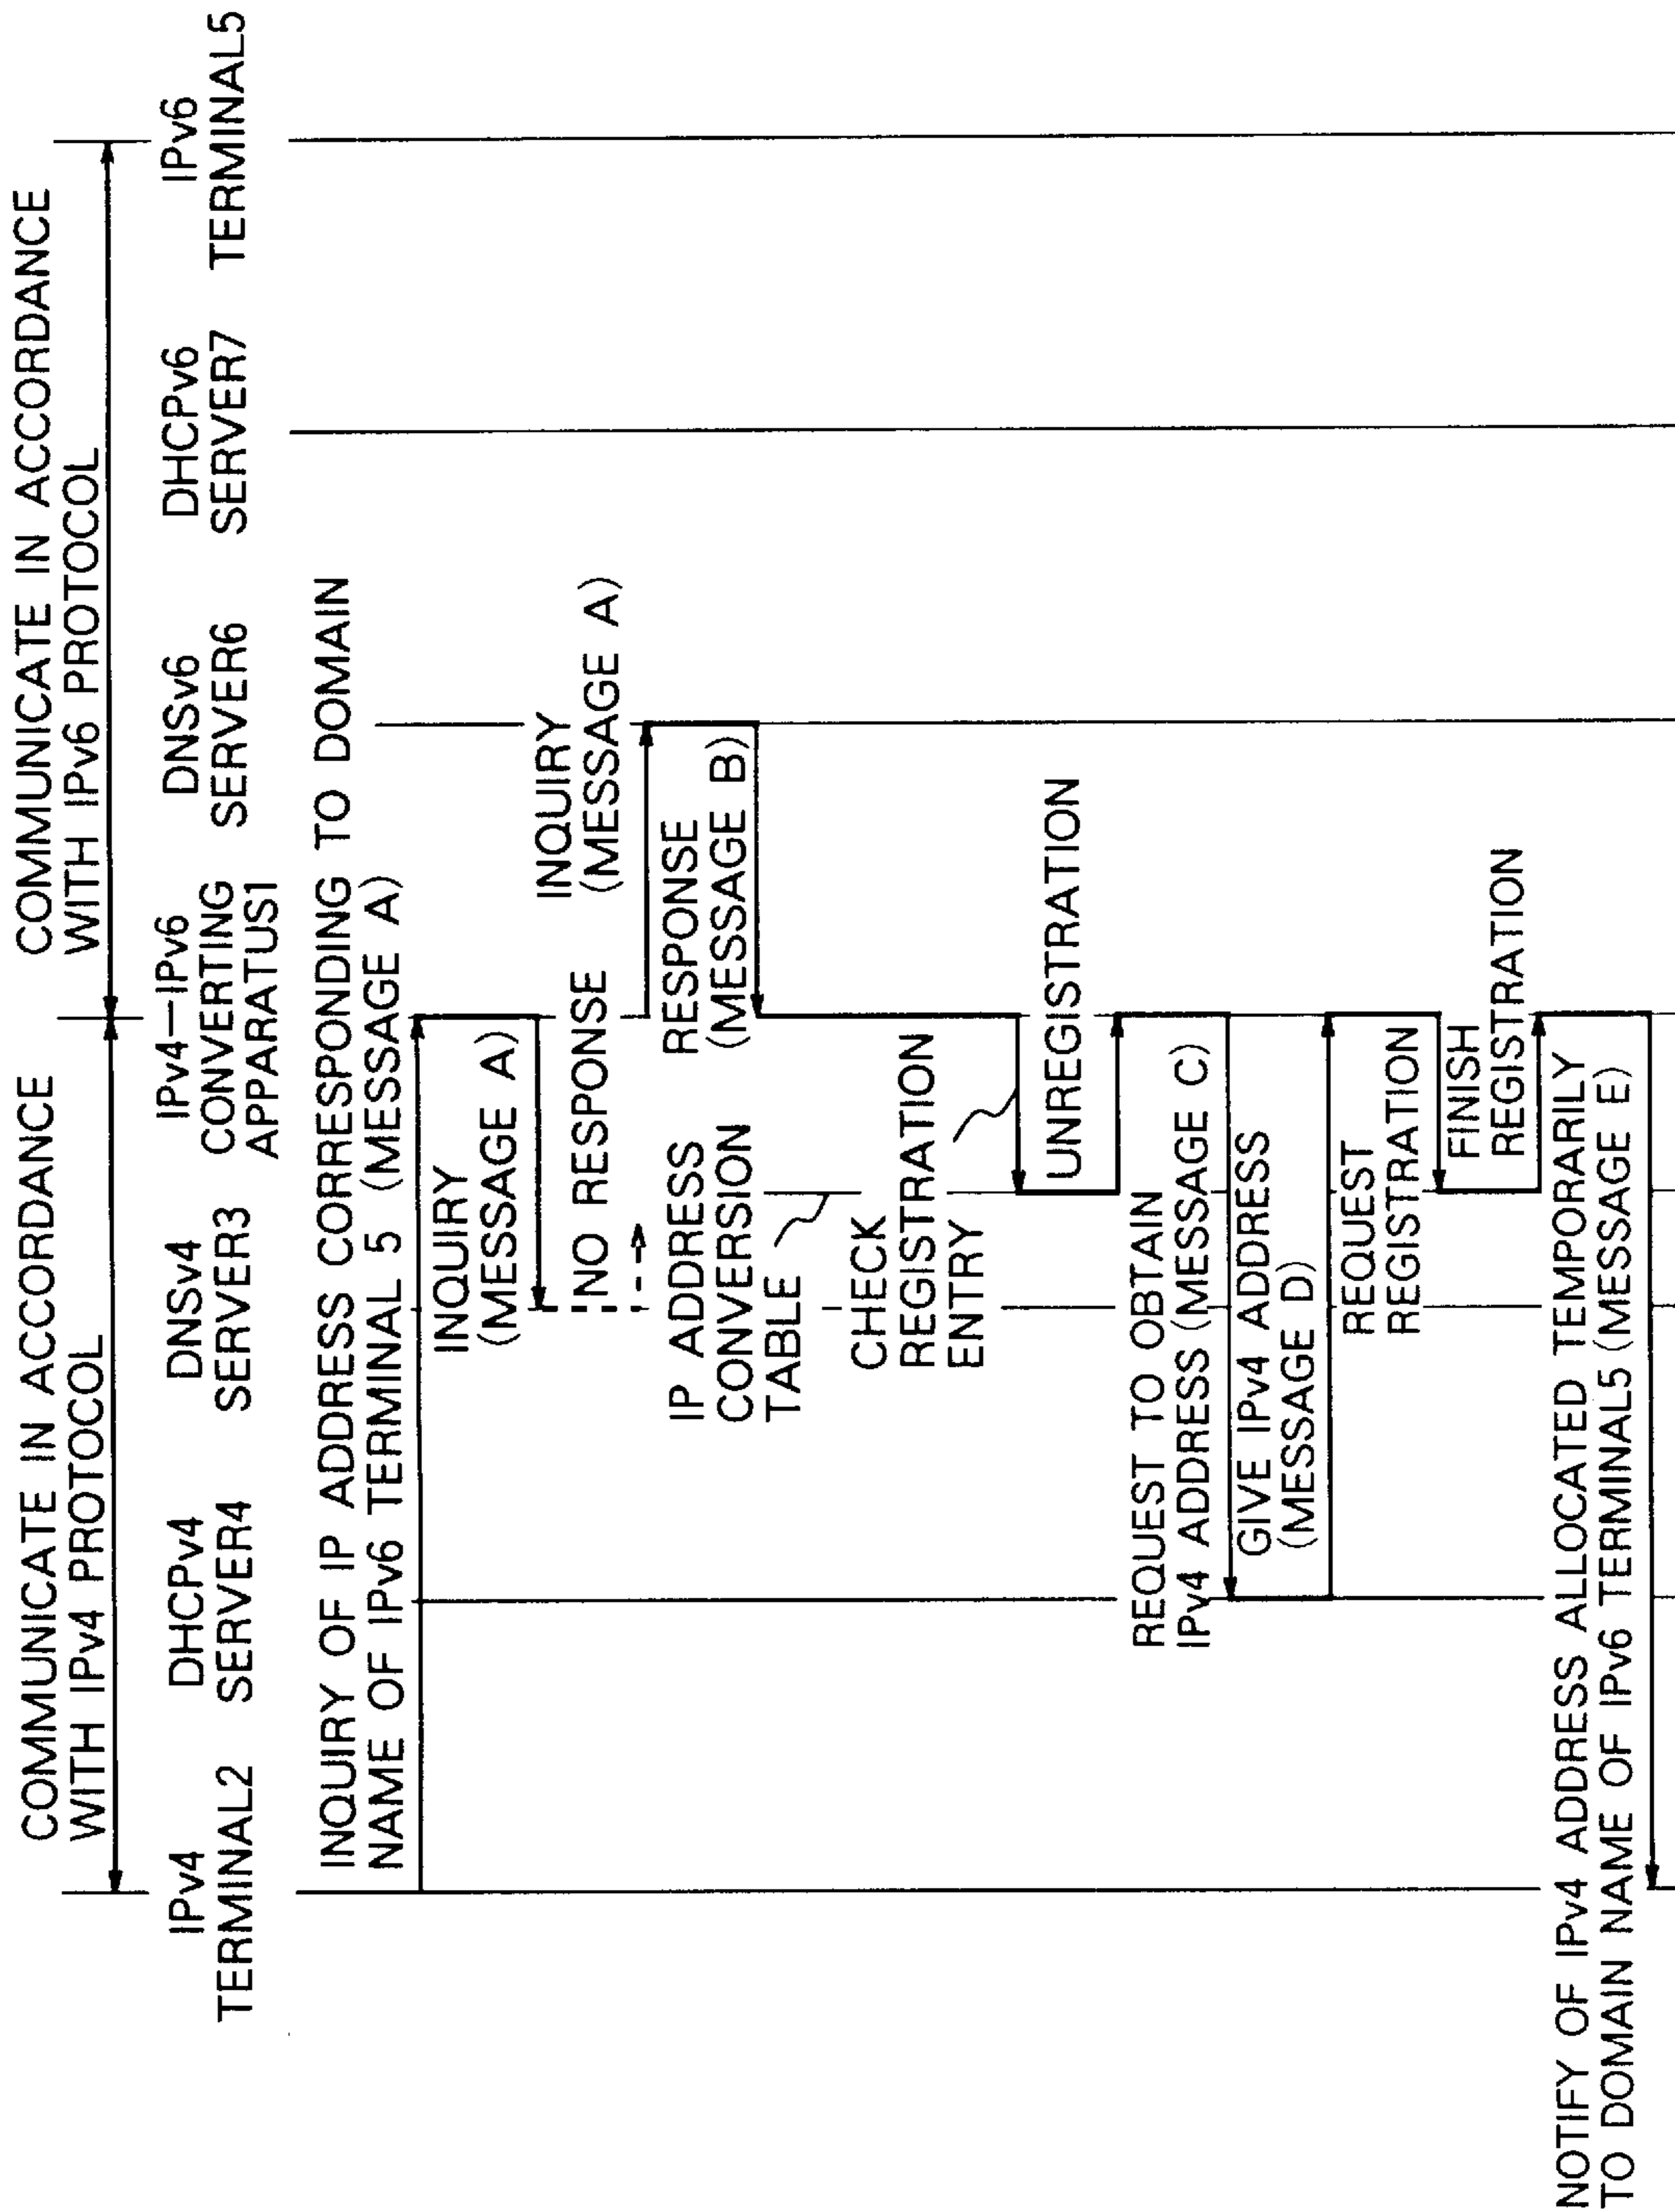 COMMUNICATE IN ACCORDANCE
WITH IPv4 PROTOCOL
COMMUNICATE IN ACCORDANCE
WITH IPv6 PROTOCOL
IPv4
TERMINAL2
DHCPv4
SERVER4
DNSv4
SERVER3
IPv4—IPv6
CONVERTING
APPARATUS1
DNSv6
SERVER6
DHCPv6
SERVER7
IPv6
TERMINAL5
INQUIRY OF IP ADDRESS CORRESPONDING TO DOMAIN
NAME OF IPv6 TERMINAL 5 (MESSAGE A)
INQUIRY
(MESSAGE A)
NO RESPONSE
INQUIRY
(MESSAGE A)
RESPONSE
(MESSAGE B)
IP ADDRESS
CONVERSION
TABLE
CHECK
REGISTRATION
ENTRY
UNREGISTRATION
REQUEST TO OBTAIN
IPv4 ADDRESS (MESSAGE C)
GIVE IPv4 ADDRESS
(MESSAGE D)
REQUEST
REGISTRATION
FINISH
REGISTRATION
NOTIFY OF IPv4 ADDRESS ALLOCATED TEMPORARILY
TO DOMAIN NAME OF IPv6 TERMINAL5 (MESSAGE E)